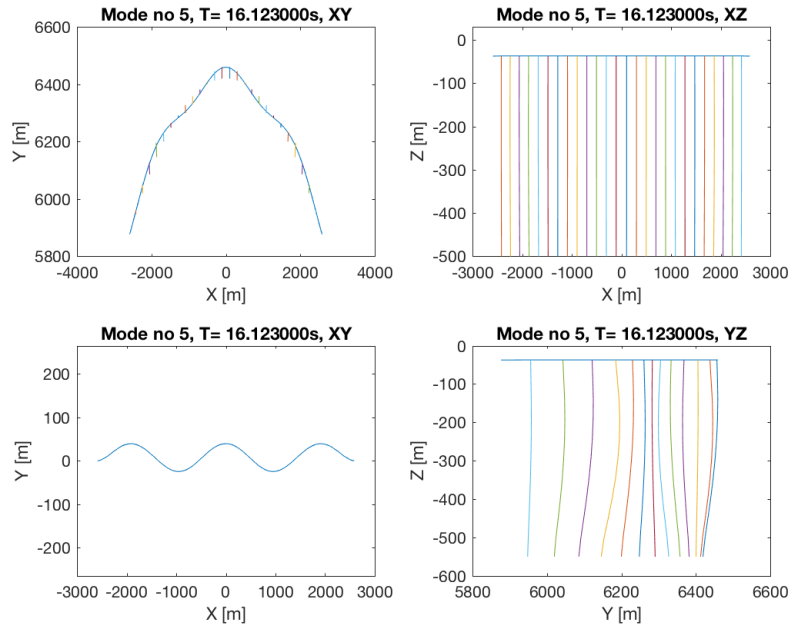 Mode no 5, T= 16.123000s, XY
6600
6400
6200
6000
5800
Y [m]
-4000 -2000 0 2000 4000
X [m]
Mode no 5, T= 16.123000s, XZ
0
-100
-200
-300
-400
-500
Z [m]
-3000 -2000 -1000 0 1000 2000 3000
X [m]
Mode no 5, T= 16.123000s, XY
200
100
0
-100
-200
Y [m]
-3000 -2000 -1000 0 1000 2000 3000
X [m]
Mode no 5, T= 16.123000s, YZ
0
-100
-200
-300
-400
-500
-600
Z [m]
5800 6000 6200 6400 6600
Y [m]